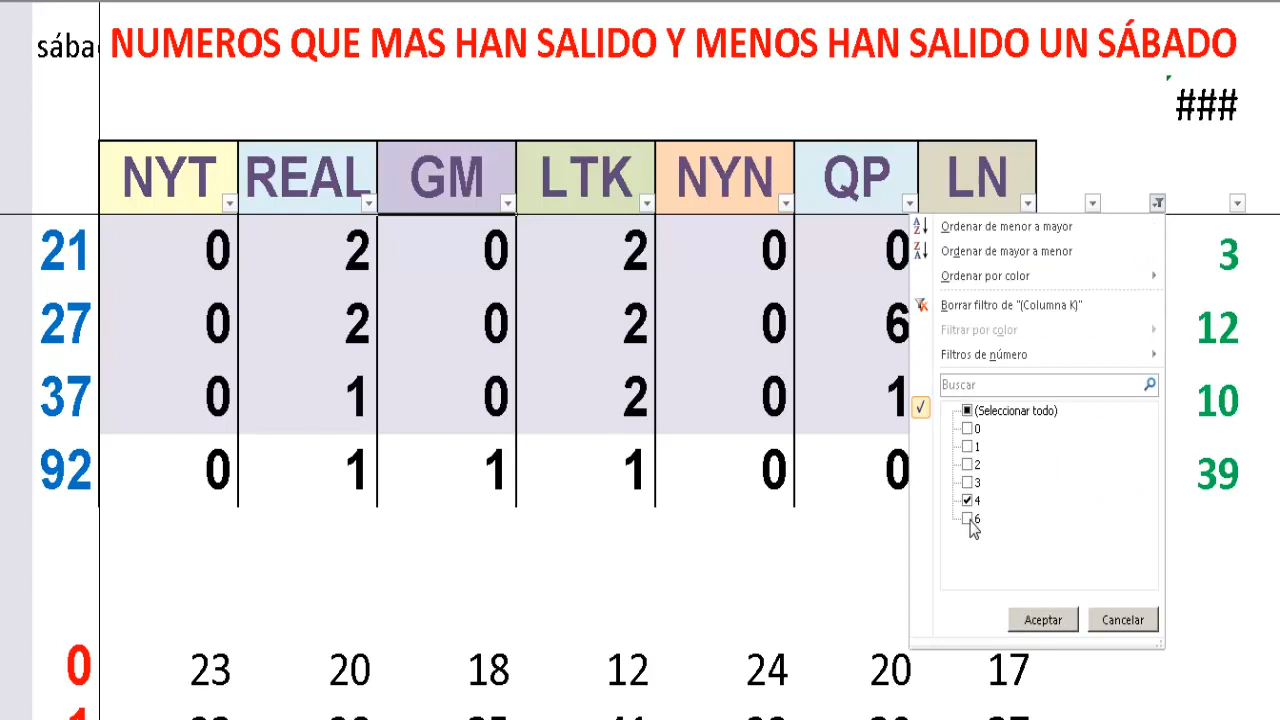 sába
NUMEROS QUE MAS HAN SALIDO Y MENOS HAN SALIDO UN SÁBADO
###
NYT REAL GM LTK NYN QP LN
21 0 2 0 2 0 0 3
27 0 2 0 2 0 6 12
37 0 1 0 2 0 1 10
92 0 1 1 1 0 0 39
Ordenar de menor a mayor
Ordenar de mayor a menor
Ordenar por color
Borrar filtro de "(Columna K)"
Filtrar por color
Filtros de número
Buscar
(Seleccionar todo)
0
1
2
3
4
6
Aceptar Cancelar
0 23 20 18 12 24 20 17